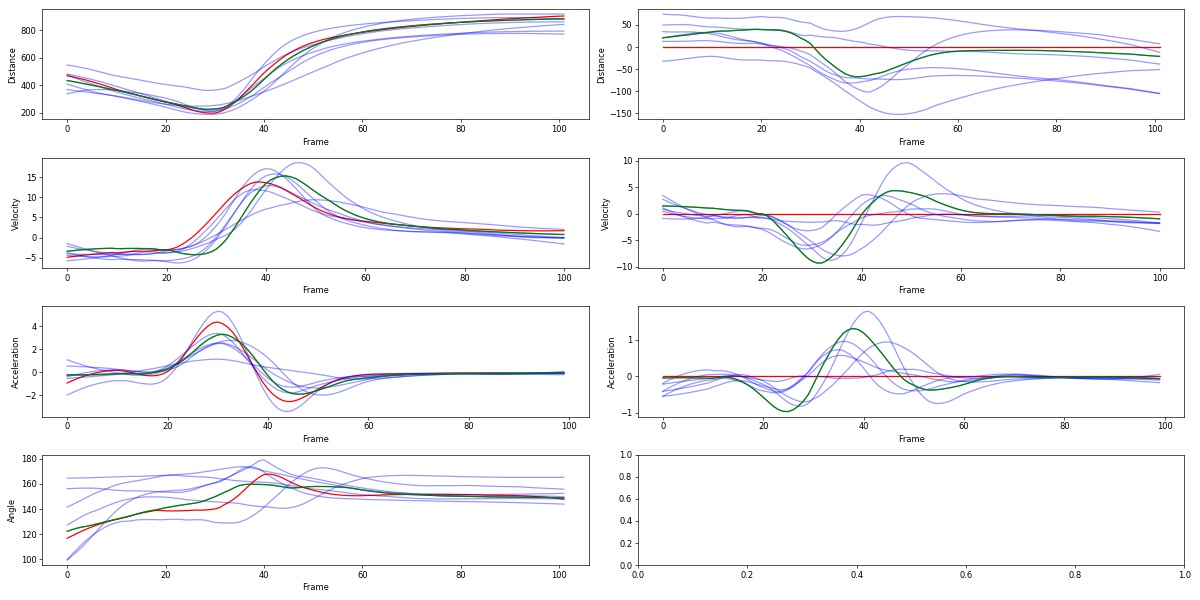 800
600
400
200
Distance
0 20 40 60 80 100
Frame
50
0
−50
−100
−150
Distance
0 20 40 60 80 100
Frame
15
10
5
0
−5
Velocity
0 20 40 60 80 100
Frame
10
5
0
−5
−10
Velocity
0 20 40 60 80 100
Frame
4
2
0
−2
Acceleration
0 20 40 60 80 100
Frame
1
0
−1
Acceleration
0 20 40 60 80 100
Frame
180
160
140
120
100
Angle
0 20 40 60 80 100
Frame
1.0
0.8
0.6
0.4
0.2
0.0
0.0 0.2 0.4 0.6 0.8 1.0